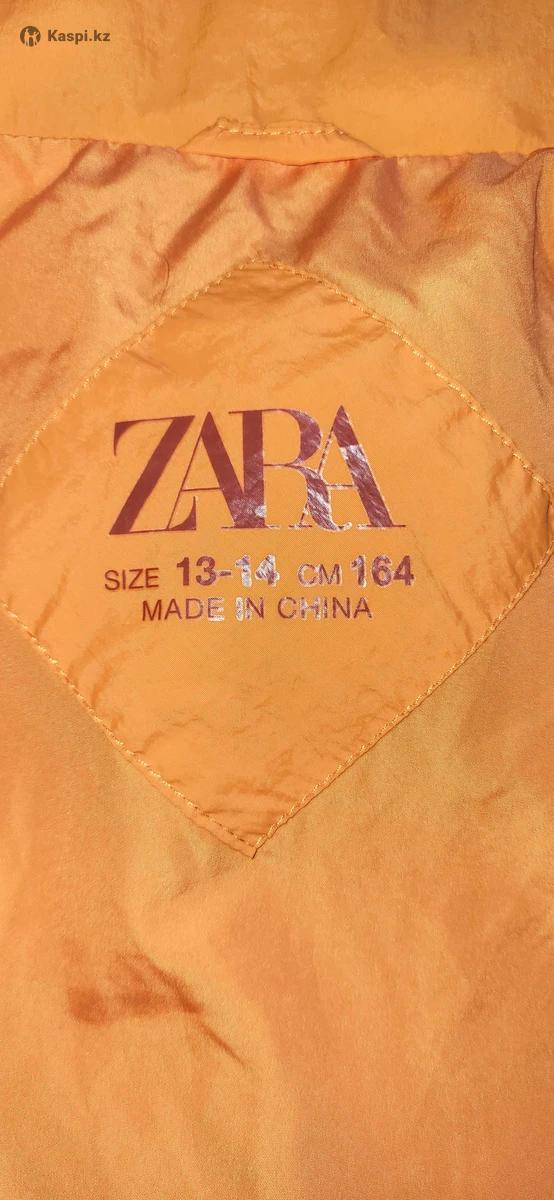 Kaspi.kz
ZARA
SIZE 13-14 CM 164
MADE IN CHINA